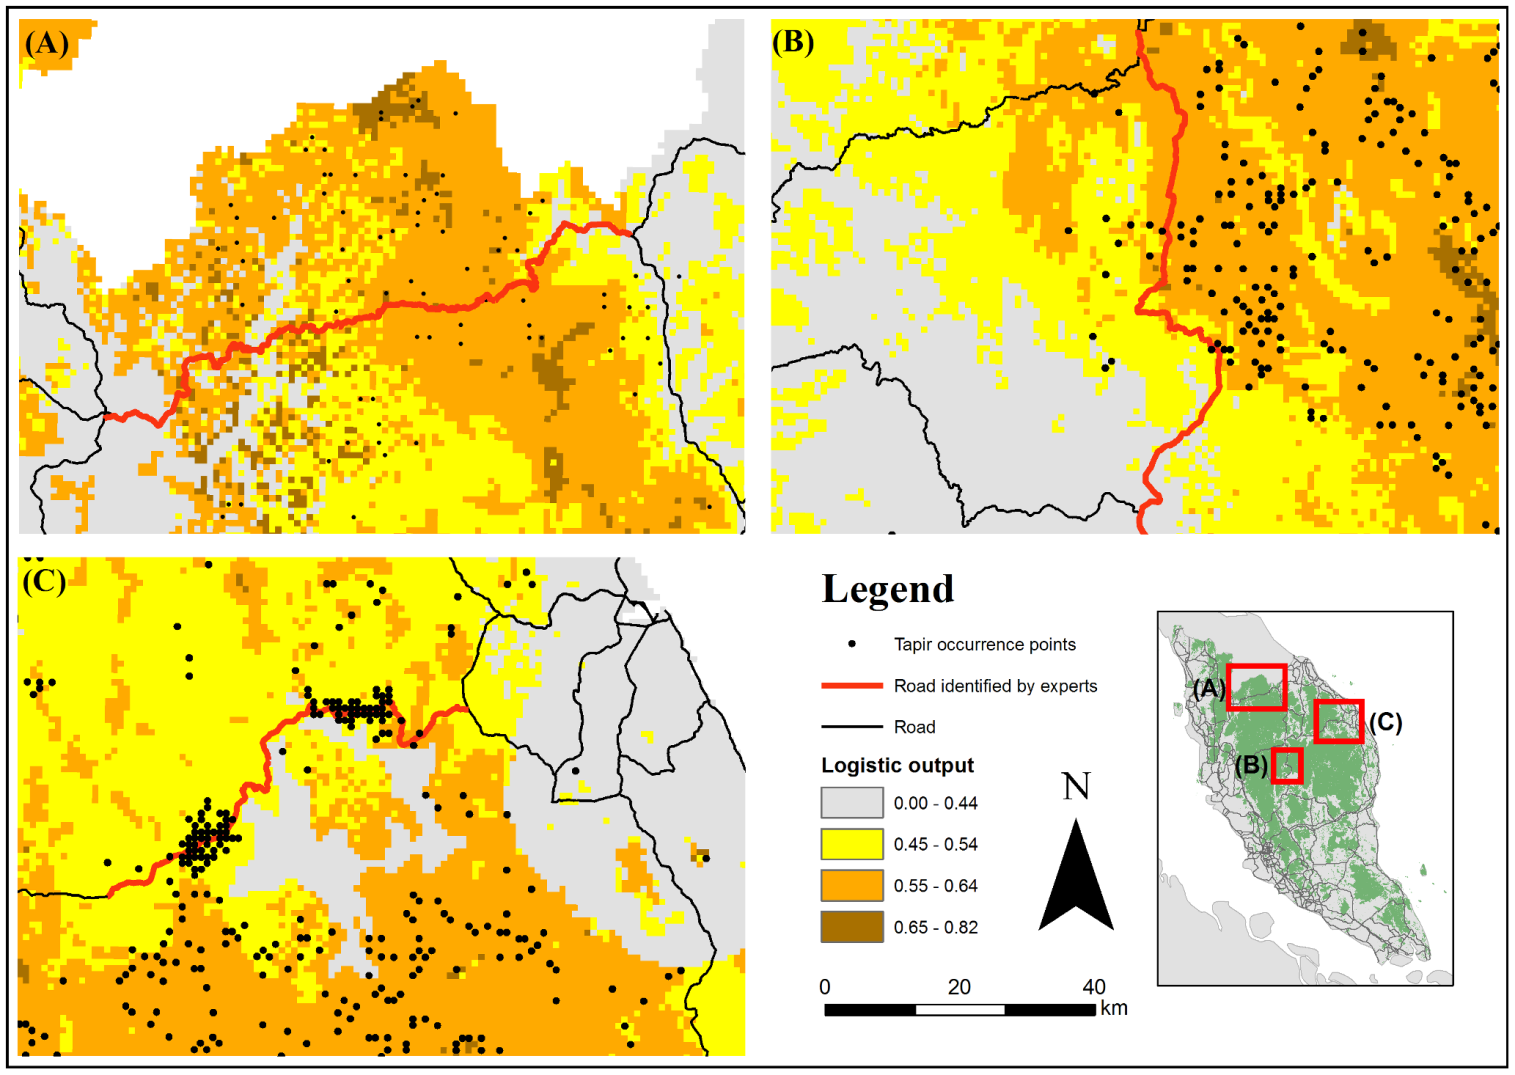 (A)
(B)
(C)
Legend
Tapir occurrence points
Road identified by experts
Road
Logistic output
0.00 - 0.44
0.45 - 0.54
0.55 - 0.64
0.65 - 0.82
N
0 20 40
km
(A)
(C)
(B)